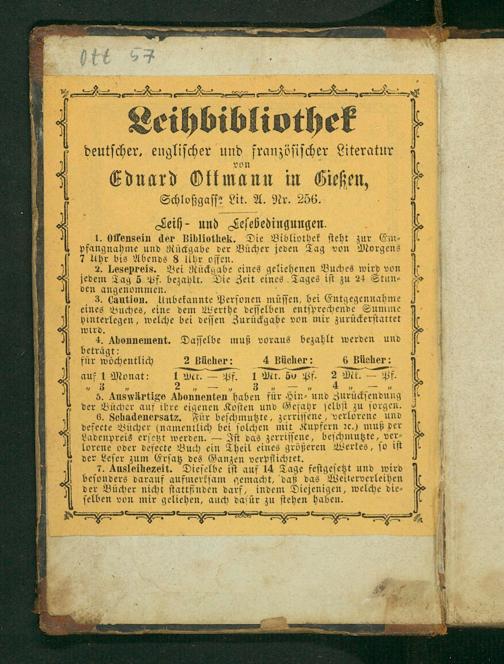 Ott 57
Leihbibliothek
deutscher, englischer und französischer Literatur
von
Eduard Ottmann in Gießen,
Schloßgasse Lit. A. Nr. 256.
Leih- und Lesebedingungen.
1. Offensein der Bibliothek. Die Bibliothek steht zur Em-
pfangnahme und Rückgabe der Bücher jeden Tag von Morgens
7 Uhr bis Abends 8 Uhr offen.
2. Lesepreis. Bei Rückgabe eines geliehenen Buches wird von
jedem Tag 5 Pf. bezahlt. Die Zeit eines Tages ist zu 24 Stun-
den angenommen.
3. Caution. Unbekannte Personen müssen, bei Entgegennahme
eines Buches, eine dem Werthe desselben entsprechende Summe
hinterlegen, welche bei dessen Zurückgabe von mir zurückerstattet
wird.
4. Abonnement. Dasselbe muß voraus bezahlt werden und
beträgt:
für wöchentlich 2 Bücher: 4 Bücher: 6 Bücher:
auf 1 Monat: 1 Mk. — Pf. 1 Mk. 50 Pf. 2 Mk. — Pf.
„ 3 „ 2 „ — „ 3 „ — „ 4 „ — „
5. Auswärtige Abonnenten haben für Hin- und Zurücksendung
der Bücher auf ihre eigenen Kosten und Gefahr selbst zu sorgen.
6. Schadenersatz. Für beschmutzte, zerrissene, verlorene und
defecte Bücher (namentlich bei solchen mit Kupfern ꝛc.) muß der
Ladenpreis ersetzt werden. — Ist das zerrissene, beschmutzte, ver-
lorene oder defecte Buch ein Theil eines größeren Werkes, so ist
der Leser zum Ersatz des Ganzen verpflichtet.
7. Ausleihezeit. Dieselbe ist auf 14 Tage festgesetzt und wird
besonders darauf aufmerksam gemacht, daß das Weiterverleihen
der Bücher nicht stattfinden darf, indem Diejenigen, welche die-
selben von mir geliehen, auch dafür zu stehen haben.